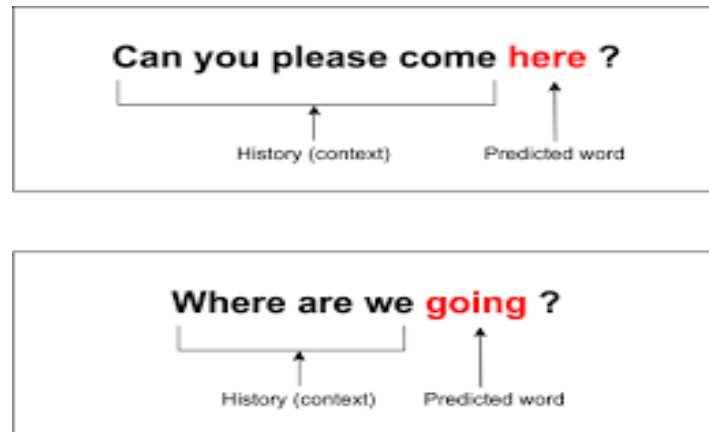 Can you please come here ?
History (context) Predicted word
Where are we going ?
History (context) Predicted word